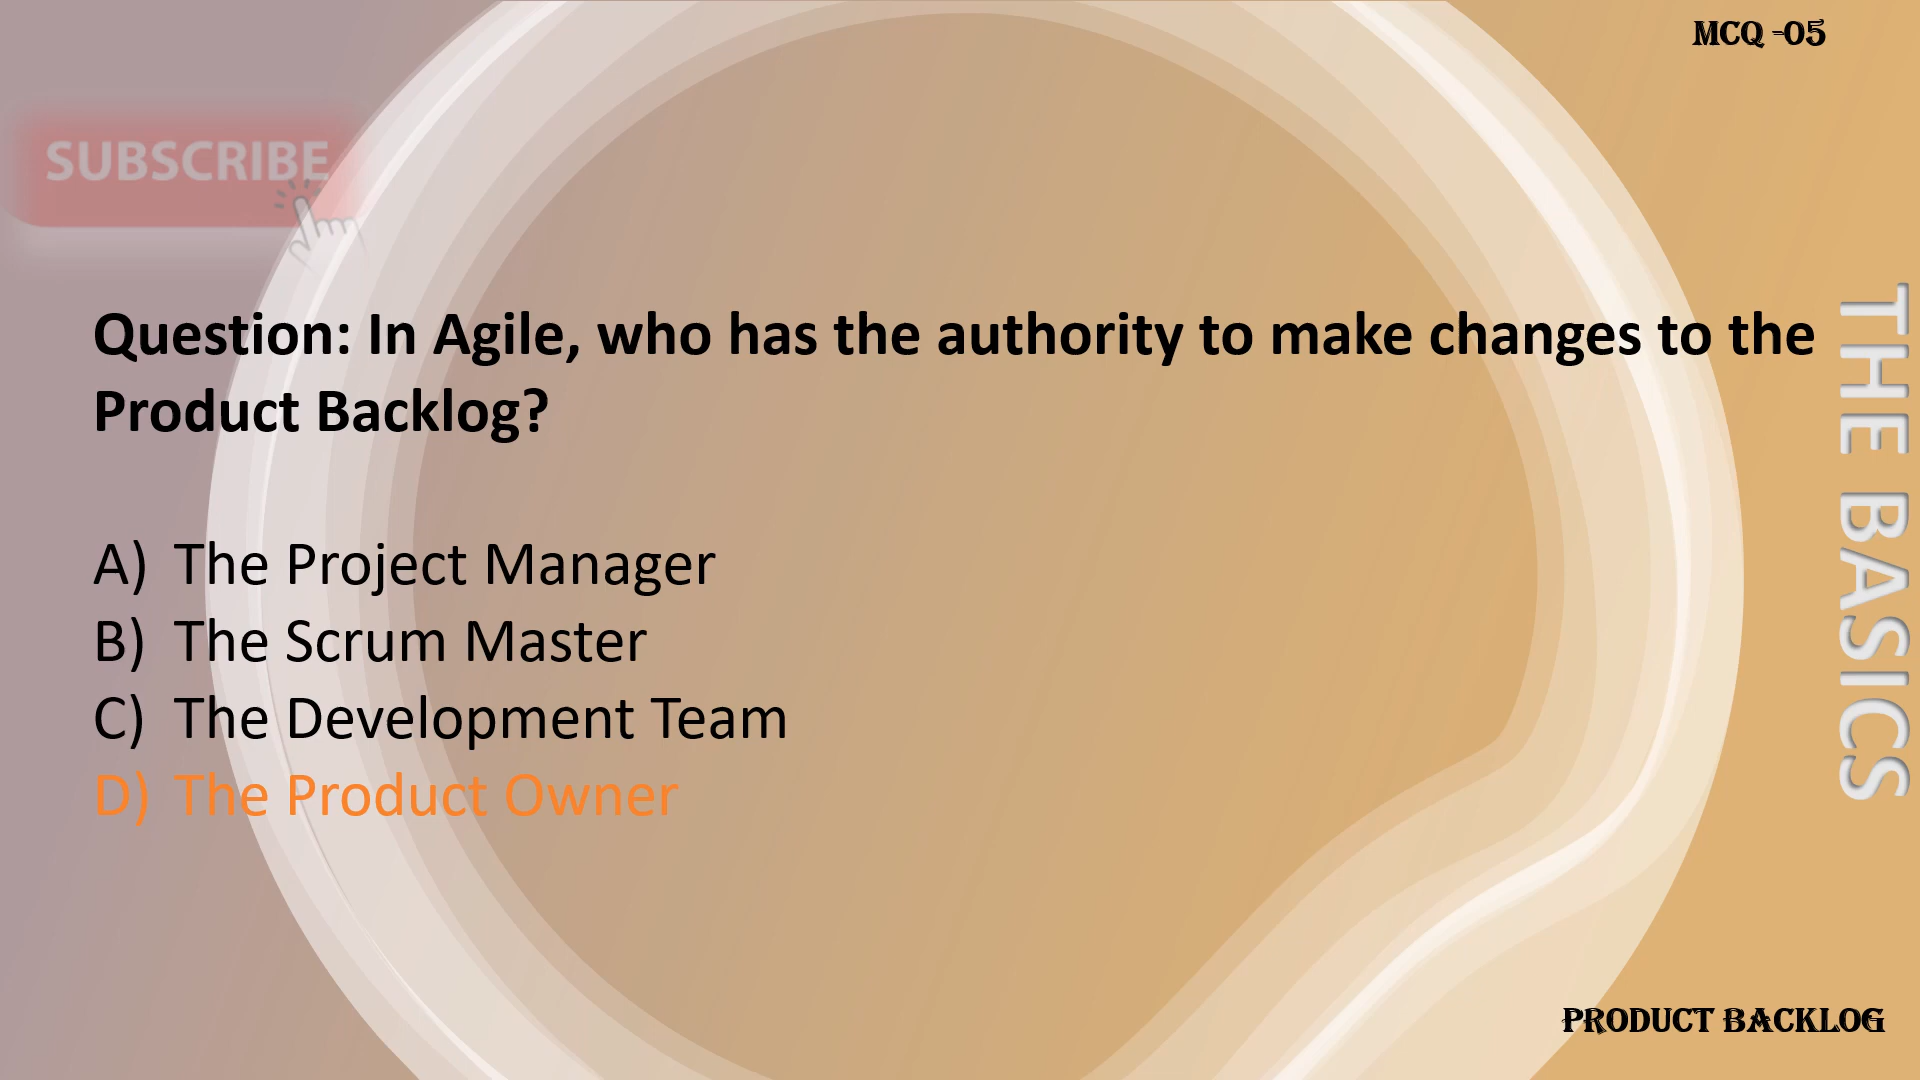 MCQ -05
SUBSCRIBE
Question: In Agile, who has the authority to make changes to the
Product Backlog?
A) The Project Manager
B) The Scrum Master
C) The Development Team
D) The Product Owner
THE BASICS
PRODUCT BACKLOG